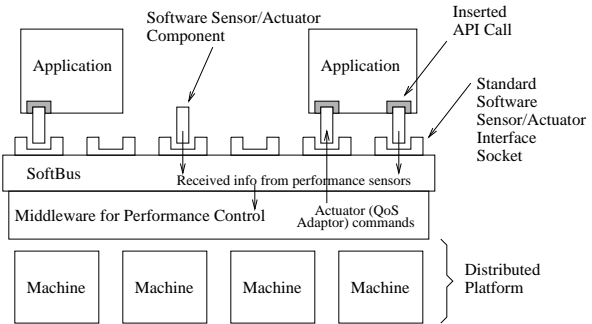 Software Sensor/Actuator
Component
Inserted
API Call
Application
Application
Standard
Software
Sensor/Actuator
Interface
Socket
SoftBus
Received info from performance sensors
Middleware for Performance Control
Actuator (QoS
Adaptor) commands
Machine
Machine
Machine
Machine
Distributed
Platform